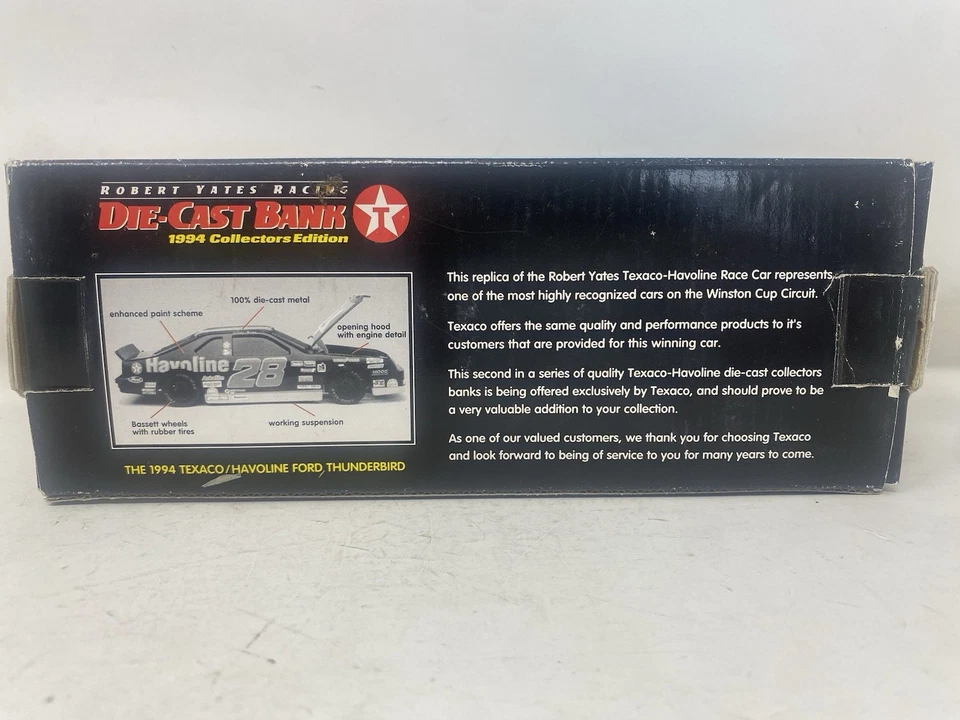 ROBERT YATES RACING
DIE-CAST BANK
1994 Collectors Edition
T
100% die-cast metal
enhanced paint scheme
opening hood
with engine detail
Havoline
28
Bassett wheels
with rubber tires
working suspension
THE 1994 TEXACO/HAVOLINE FORD THUNDERBIRD
This replica of the Robert Yates Texaco-Havoline Race Car represents
one of the most highly recognized cars on the Winston Cup Circuit.
Texaco offers the same quality and performance products to it's
customers that are provided for this winning car.
This second in a series of quality Texaco-Havoline die-cast collectors
banks is being offered exclusively by Texaco, and should prove to be
a very valuable addition to your collection.
As one of our valued customers, we thank you for choosing Texaco
and look forward to being of service to you for many years to come.